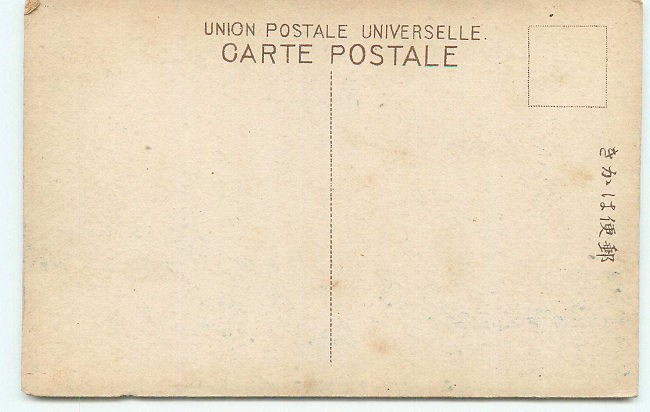 UNION POSTALE UNIVERSELLE.
CARTE POSTALE
郵便はかき